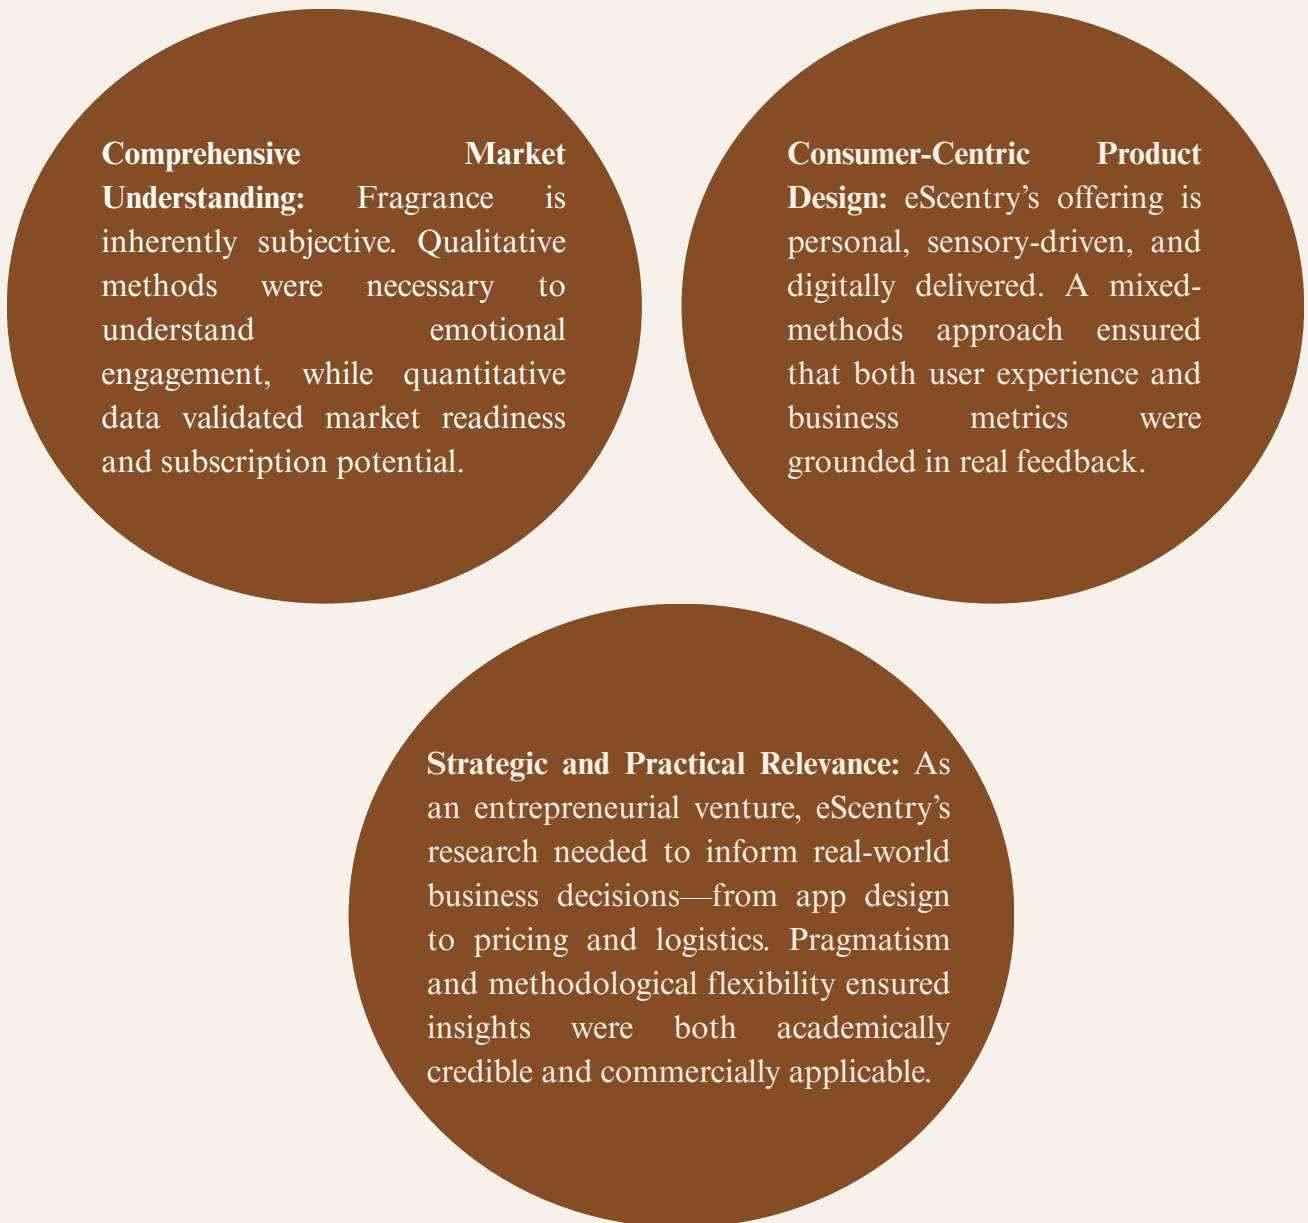 Comprehensive Market
Understanding: Fragrance is
inherently subjective. Qualitative
methods were necessary to
understand emotional
engagement, while quantitative
data validated market readiness
and subscription potential.
Consumer-Centric Product
Design: eScentry’s offering is
personal, sensory-driven, and
digitally delivered. A mixed-
methods approach ensured
that both user experience and
business metrics were
grounded in real feedback.
Strategic and Practical Relevance: As
an entrepreneurial venture, eScentry’s
research needed to inform real-world
business decisions—from app design
to pricing and logistics. Pragmatism
and methodological flexibility ensured
insights were both academically
credible and commercially applicable.